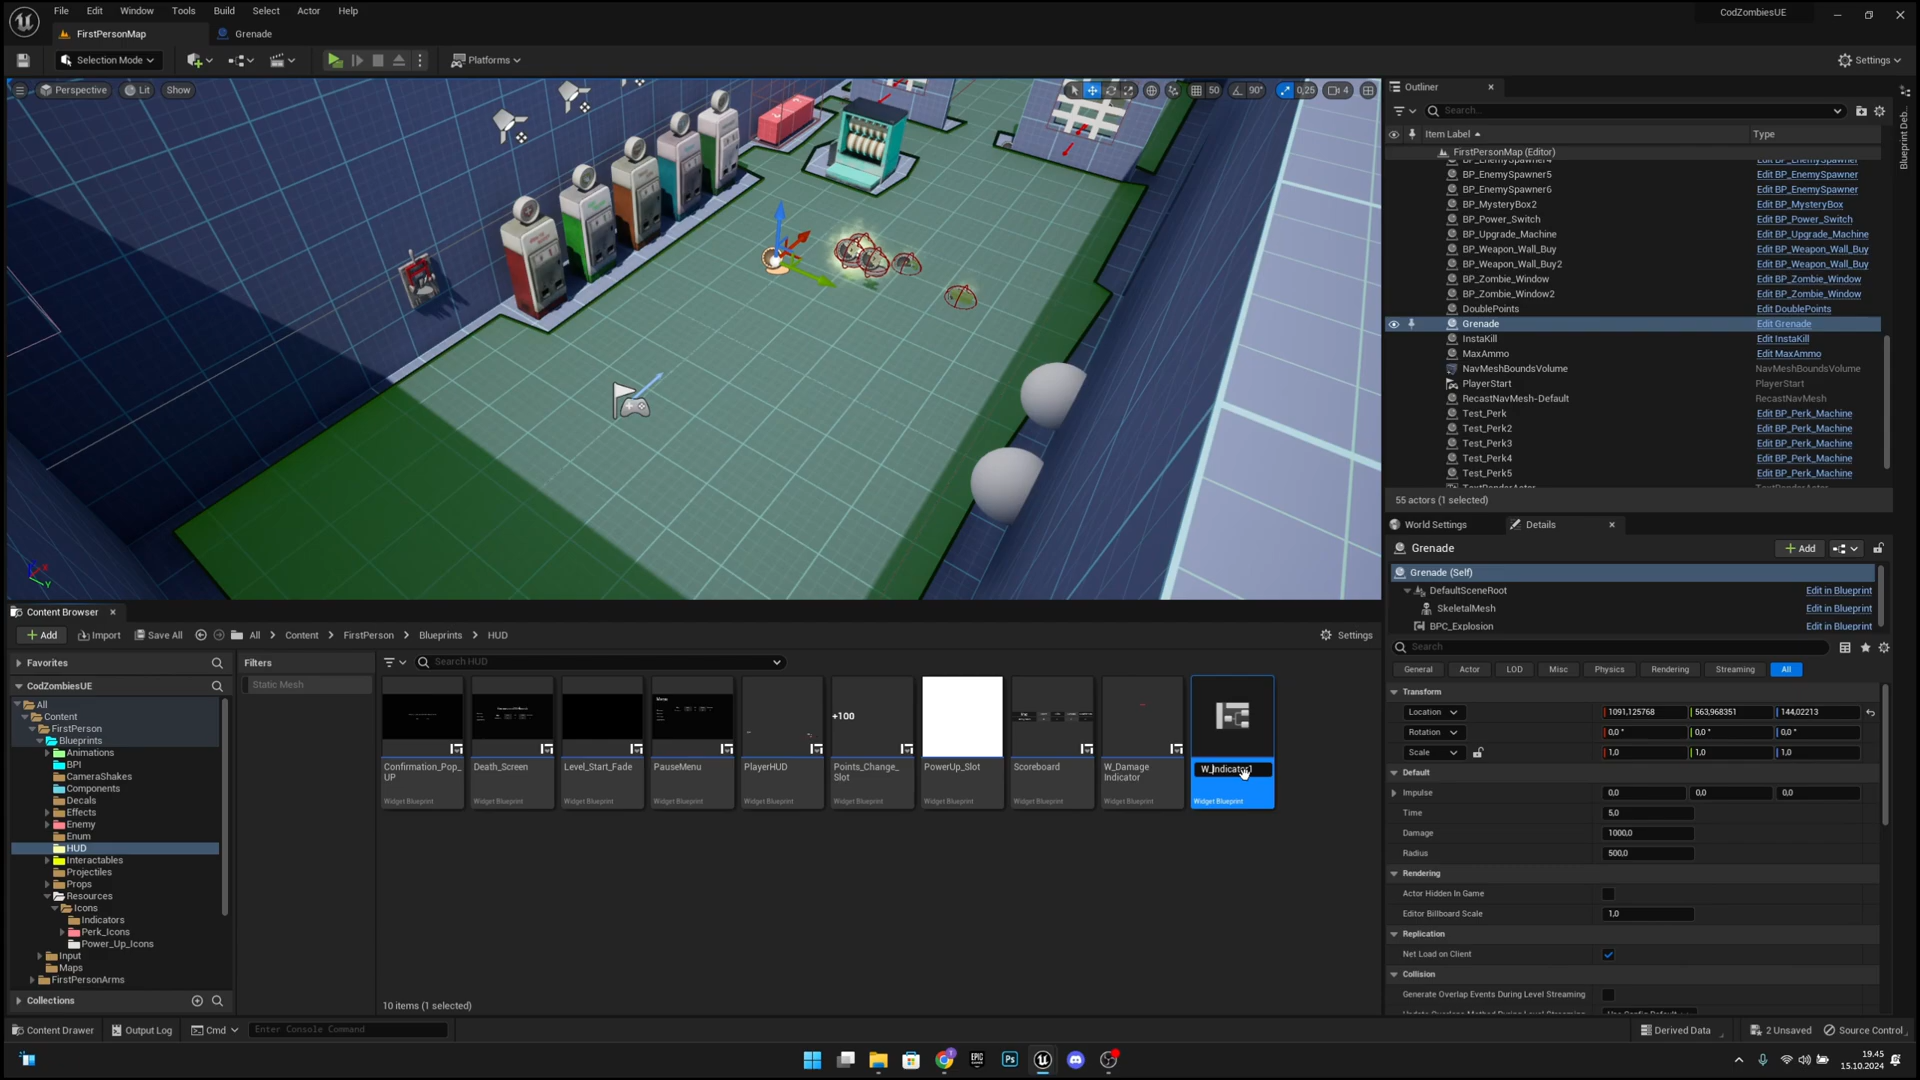 File Edit Window Tools Build Select Actor Help
CodZombiesUE
FirstPersonMap
Grenade
Selection Mode
Platforms
Settings
Perspective
Lit
Show
50
90°
0,25
4
Outliner
Search...
Item Label
Type
FirstPersonMap (Editor)
BP_EnemySpawner4 Edit BP_EnemySpawner
BP_EnemySpawner5 Edit BP_EnemySpawner
BP_EnemySpawner6 Edit BP_EnemySpawner
BP_MysteryBox2 Edit BP_MysteryBox
BP_Power_Switch Edit BP_Power_Switch
BP_Upgrade_Machine Edit BP_Upgrade_Machine
BP_Weapon_Wall_Buy Edit BP_Weapon_Wall_Buy
BP_Weapon_Wall_Buy2 Edit BP_Weapon_Wall_Buy
BP_Zombie_Window Edit BP_Zombie_Window
BP_Zombie_Window2 Edit BP_Zombie_Window
DoublePoints Edit DoublePoints
Grenade Edit Grenade
InstaKill Edit InstaKill
MaxAmmo Edit MaxAmmo
NavMeshBoundsVolume NavMeshBoundsVolume
PlayerStart PlayerStart
RecastNavMesh-Default RecastNavMesh
Test_Perk Edit BP_Perk_Machine
Test_Perk2 Edit BP_Perk_Machine
Test_Perk3 Edit BP_Perk_Machine
Test_Perk4 Edit BP_Perk_Machine
Test_Perk5 Edit BP_Perk_Machine
55 actors (1 selected)
World Settings
Details
Grenade
Add
Grenade (Self)
DefaultSceneRoot Edit in Blueprint
SkeletalMesh Edit in Blueprint
BPC_Explosion Edit in Blueprint
Search
General Actor LOD Misc Physics Rendering Streaming All
Transform
Location 1091,125768 563,968351 144,02213
Rotation 0,0 ° 0,0 ° 0,0 °
Scale 1,0 1,0 1,0
Default
Impulse 0,0 0,0 0,0
Time 5,0
Damage 1000,0
Radius 500,0
Rendering
Actor Hidden In Game
Editor Billboard Scale 1,0
Replication
Net Load on Client
Collision
Generate Overlap Events During Level Streaming
Content Browser
Add Import Save All All Content FirstPerson Blueprints HUD
Settings
Favorites
CodZombiesUE
All
Content
FirstPerson
Blueprints
Animations
BPI
CameraShakes
Components
Decals
Effects
Enemy
Enum
HUD
Interactables
Projectiles
Props
Resources
Icons
Indicators
Perk_Icons
Power_Up_Icons
Input
Maps
FirstPersonArms
Collections
Filters
Static Mesh
Search HUD
+100
Confirmation_Pop_
UP
Widget Blueprint
Death_Screen
Widget Blueprint
Level_Start_Fade
Widget Blueprint
PauseMenu
Widget Blueprint
PlayerHUD
Widget Blueprint
Points_Change_
Slot
Widget Blueprint
PowerUp_Slot
Widget Blueprint
Scoreboard
Widget Blueprint
W_Damage
Indicator
Widget Blueprint
W_Indicator1
Widget Blueprint
10 items (1 selected)
Content Drawer
Output Log
Cmd
Enter Console Command
Derived Data
2 Unsaved
Source Control
19.45
15.10.2024
Blueprint Deb..